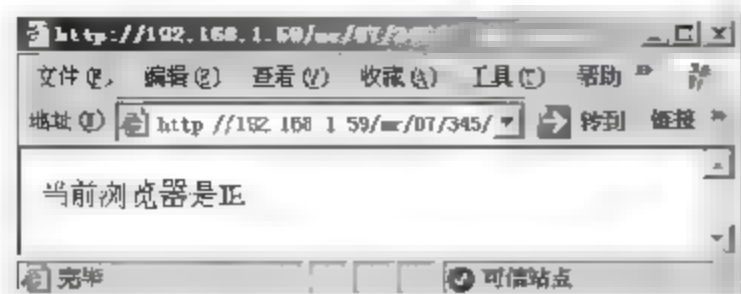 http://192.168.1.59/mr/07/345
文件(F) 编辑(E) 查看(V) 收藏(A) 工具(T) 帮助 »
地址(D) http://192.168.1.59/mr/07/345/ 转到 链接 »
当前浏览器是IE
完毕 可信站点